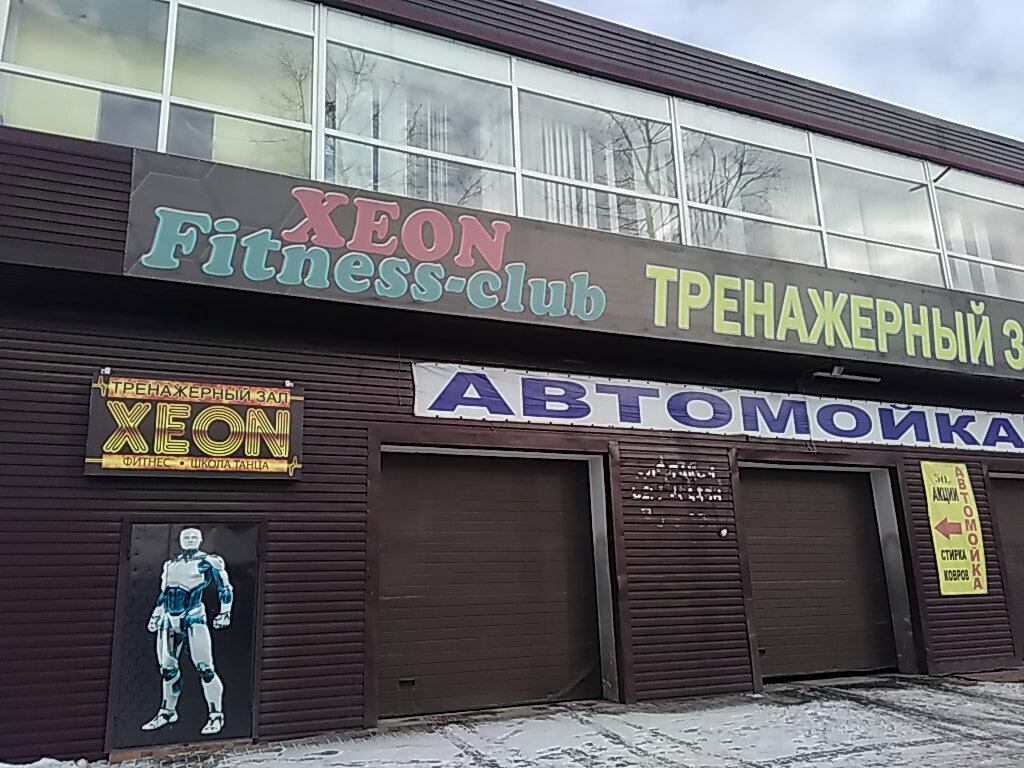 XEON
Fitness-club
ТРЕНАЖЕРНЫЙ З
АВТОМОЙКА
ТРЕНАЖЕРНЫЙ ЗАЛ
XEON
ФИТНЕС • ШКОЛА ТАНЦА
АКЦИИ
СТИРКА
КОВРОВ
АВТОМОЙКА